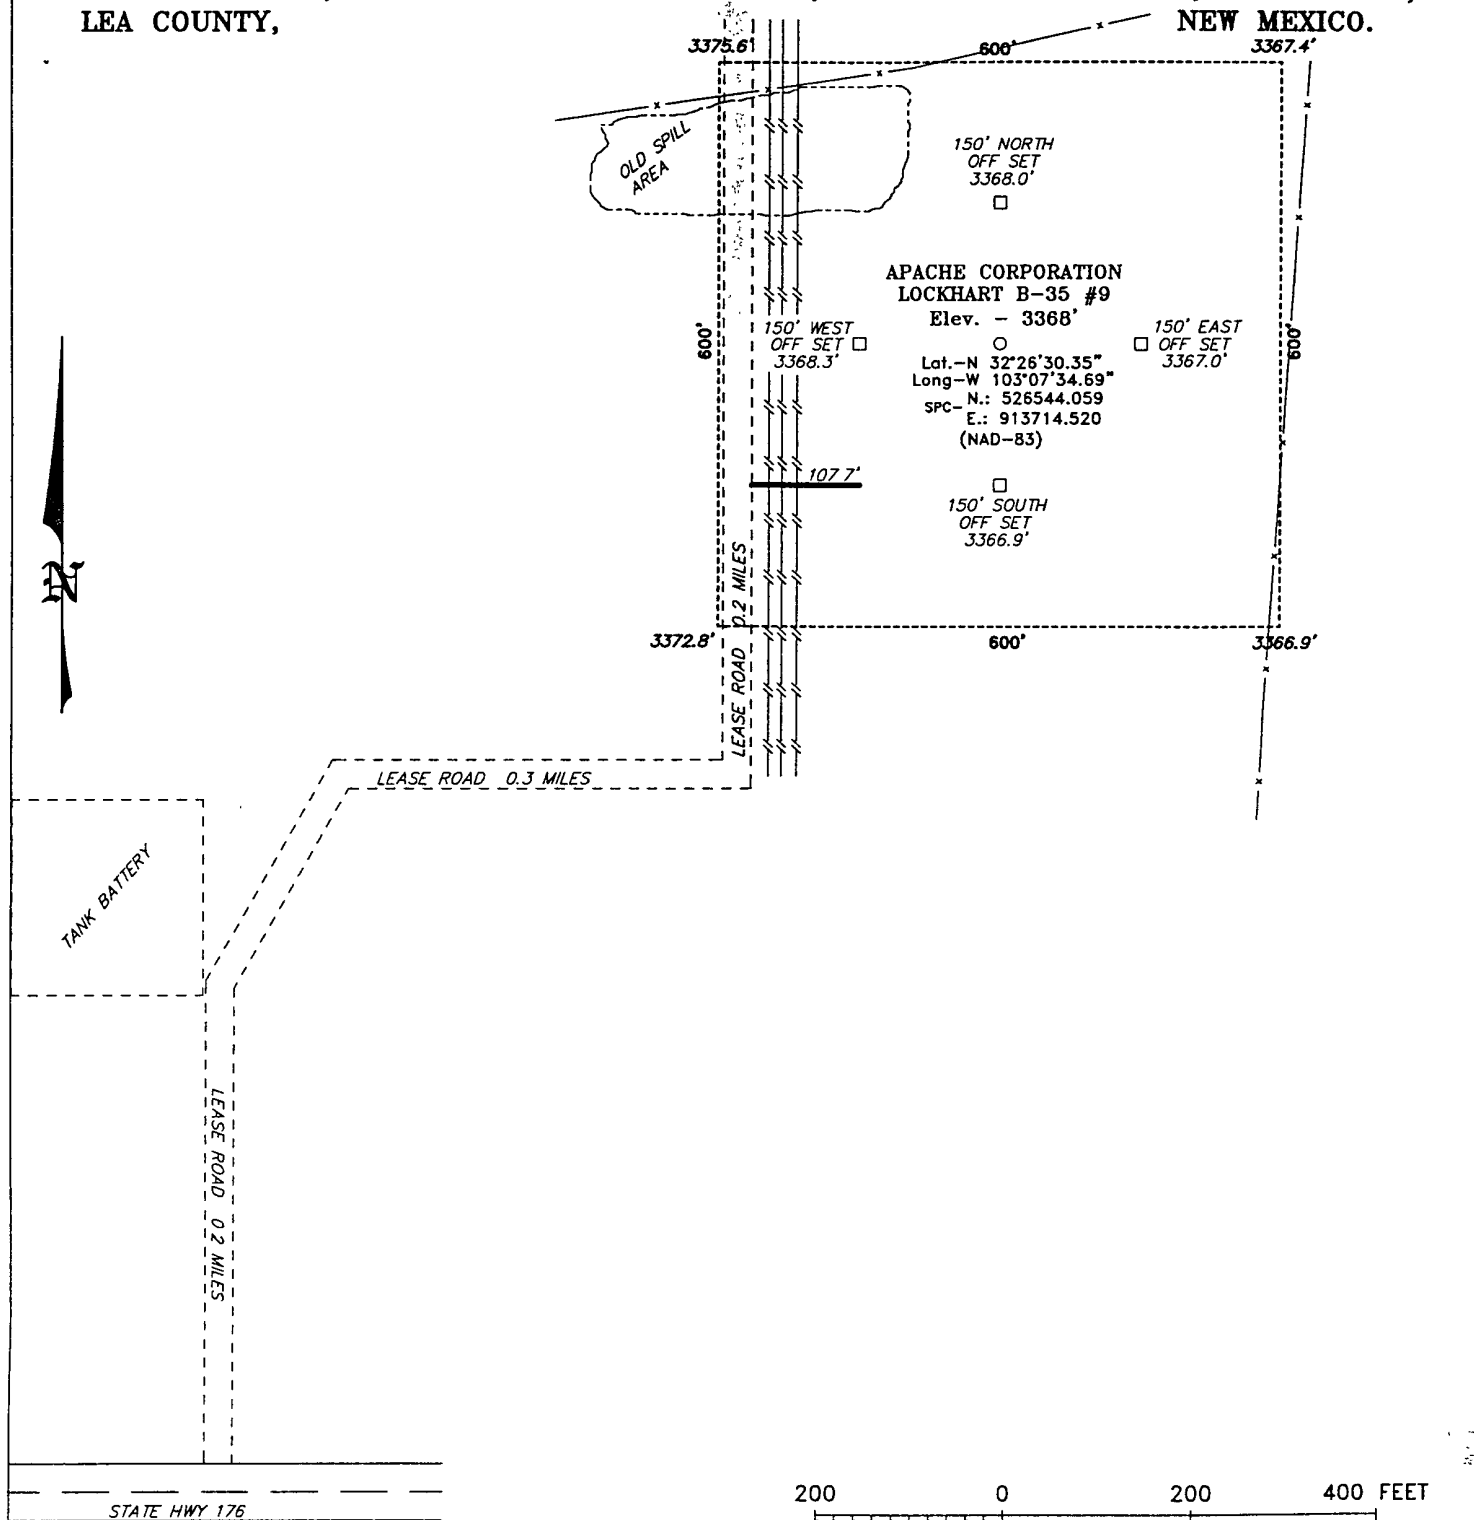 LEA COUNTY,
NEW MEXICO.
3375.6'
600'
3367.4'
OLD SPILL
AREA
150' NORTH
OFF SET
3368.0'
APACHE CORPORATION
LOCKHART B-35 #9
Elev. - 3368'
600'
150' WEST
OFF SET
3368.3'
150' EAST
OFF SET
3367.0'
600'
Lat.-N 32°26'30.35"
Long-W 103°07'34.69"
SPC- N.: 526544.059
E.: 913714.520
(NAD-83)
107.7'
150' SOUTH
OFF SET
3366.9'
N
LEASE ROAD 0.2 MILES
3372.8'
600'
3366.9'
LEASE ROAD 0.3 MILES
TANK BATTERY
LEASE ROAD 0.2 MILES
STATE HWY 176
200 0 200 400 FEET